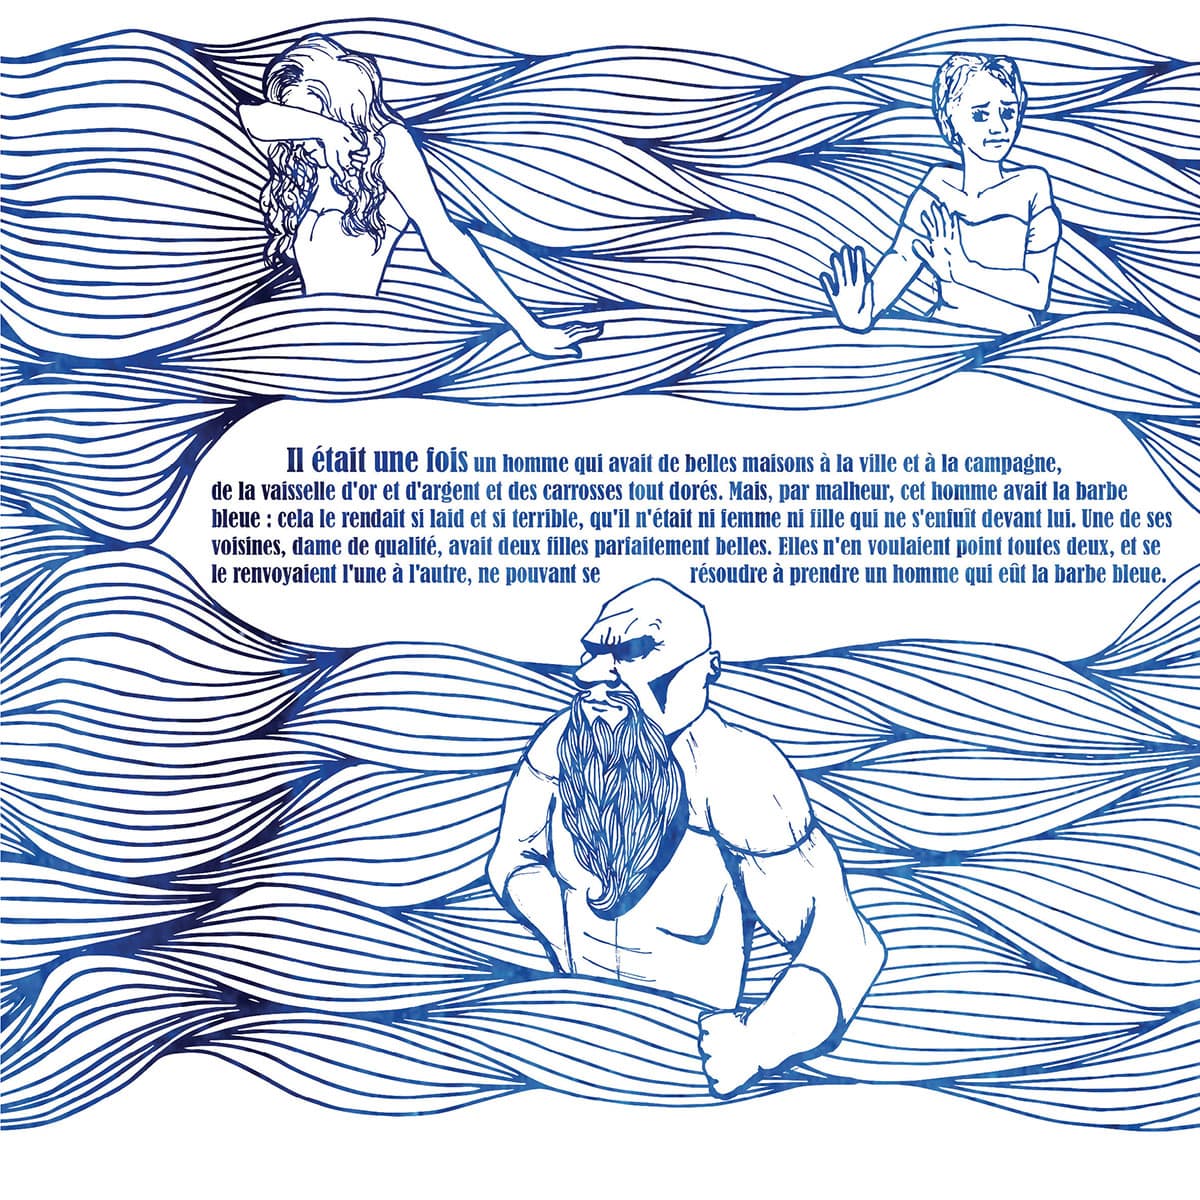 Il était une fois un homme qui avait de belles maisons à la ville et à la campagne,
de la vaisselle d'or et d'argent et des carrosses tout dorés. Mais, par malheur, cet homme avait la barbe
bleue : cela le rendait si laid et si terrible, qu'il n'était ni femme ni fille qui ne s'enfuît devant lui. Une de ses
voisines, dame de qualité, avait deux filles parfaitement belles. Elles n'en voulaient point toutes deux, et se
le renvoyaient l'une à l'autre, ne pouvant se résoudre à prendre un homme qui eût la barbe bleue.